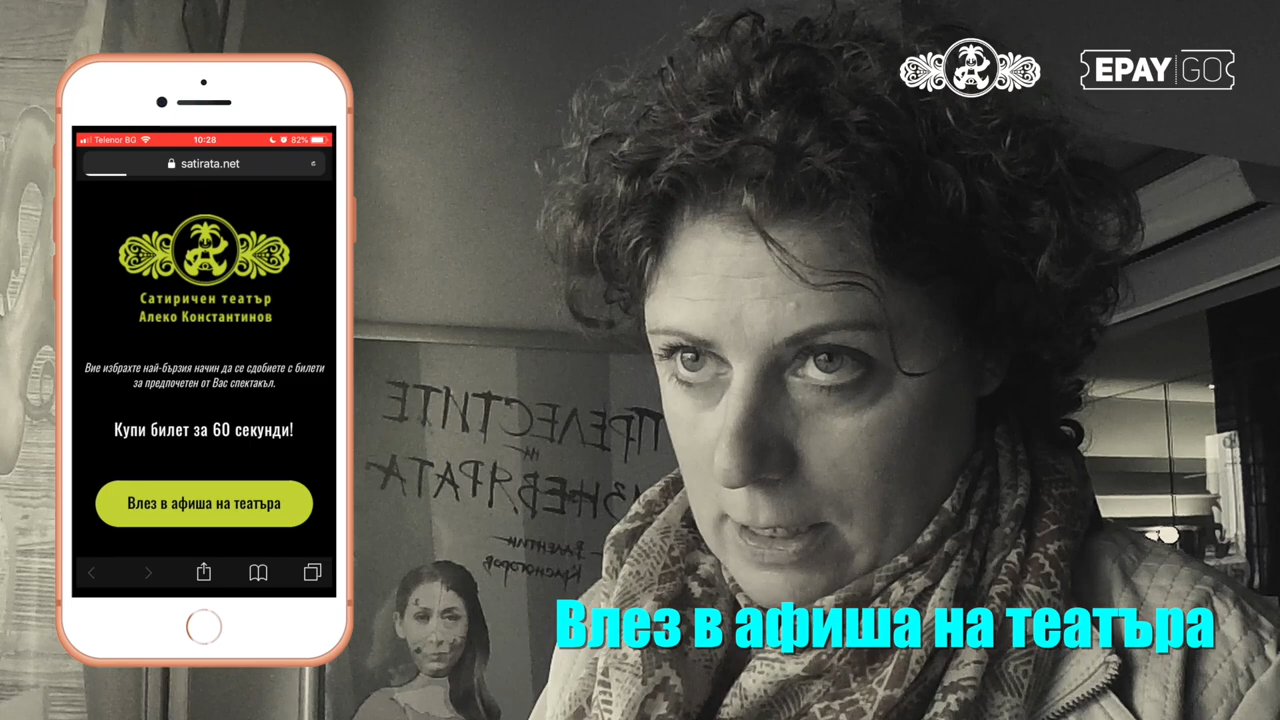 EPAY GO
Telenor BG 10:28 82%
satirata.net
Сатиричен театър
Алеко Константинов
Вие избрахте най-бързия начин да се сдобиете с билети
за предпочетен от Вас спектакъл.
Купи билет за 60 секунди!
Влез в афиша на театъра
ПРЕЛЕСТИТЕ
НА
ИЗНЕВЯРАТА
ВАЛЕНТИН
КРАСНОГОРОВ
Влез в афиша на театъра